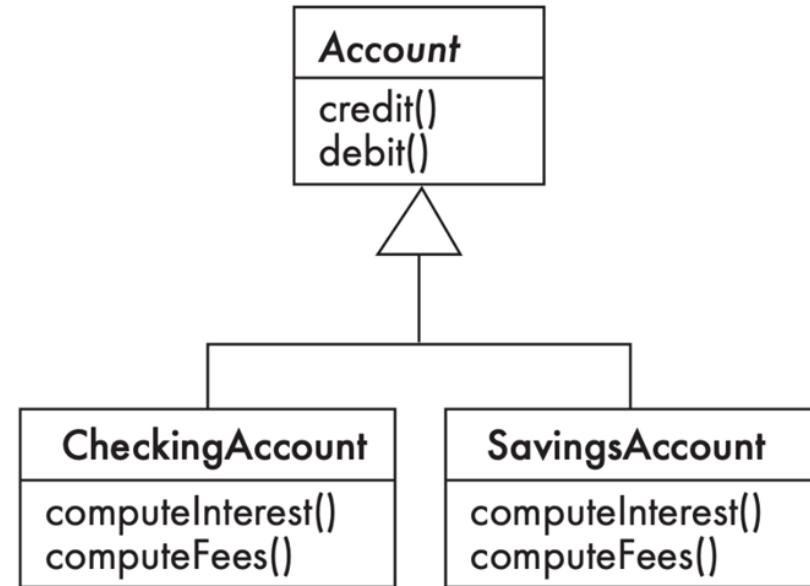 Account
credit()
debit()
CheckingAccount
computeInterest()
computeFees()
SavingsAccount
computeInterest()
computeFees()